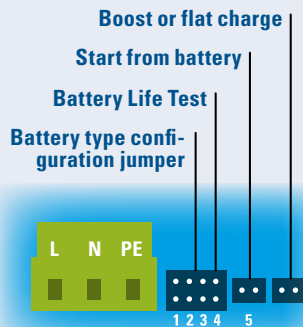 Boost or flat charge
Start from battery
Battery Life Test
Battery type confi-
guration jumper
L N PE
1 2 3 4 5